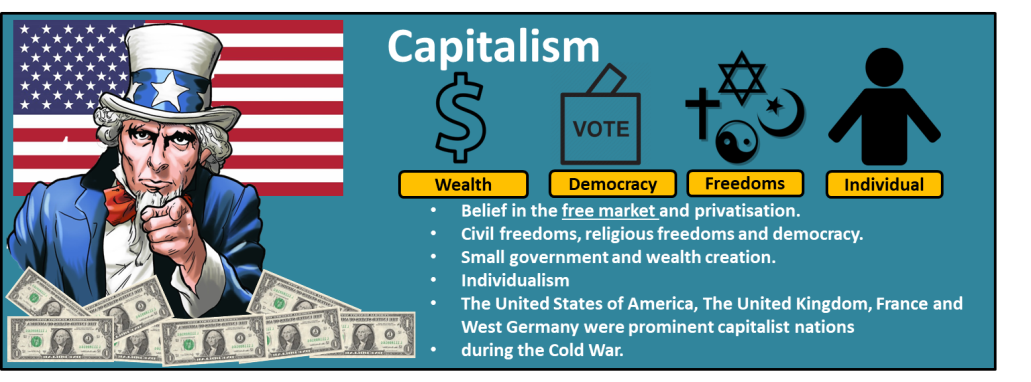 Capitalism
VOTE
Wealth
Democracy
Freedoms
Individual
• Belief in the free market and privatisation.
• Civil freedoms, religious freedoms and democracy.
• Small government and wealth creation.
• Individualism
• The United States of America, The United Kingdom, France and
West Germany were prominent capitalist nations
• during the Cold War.